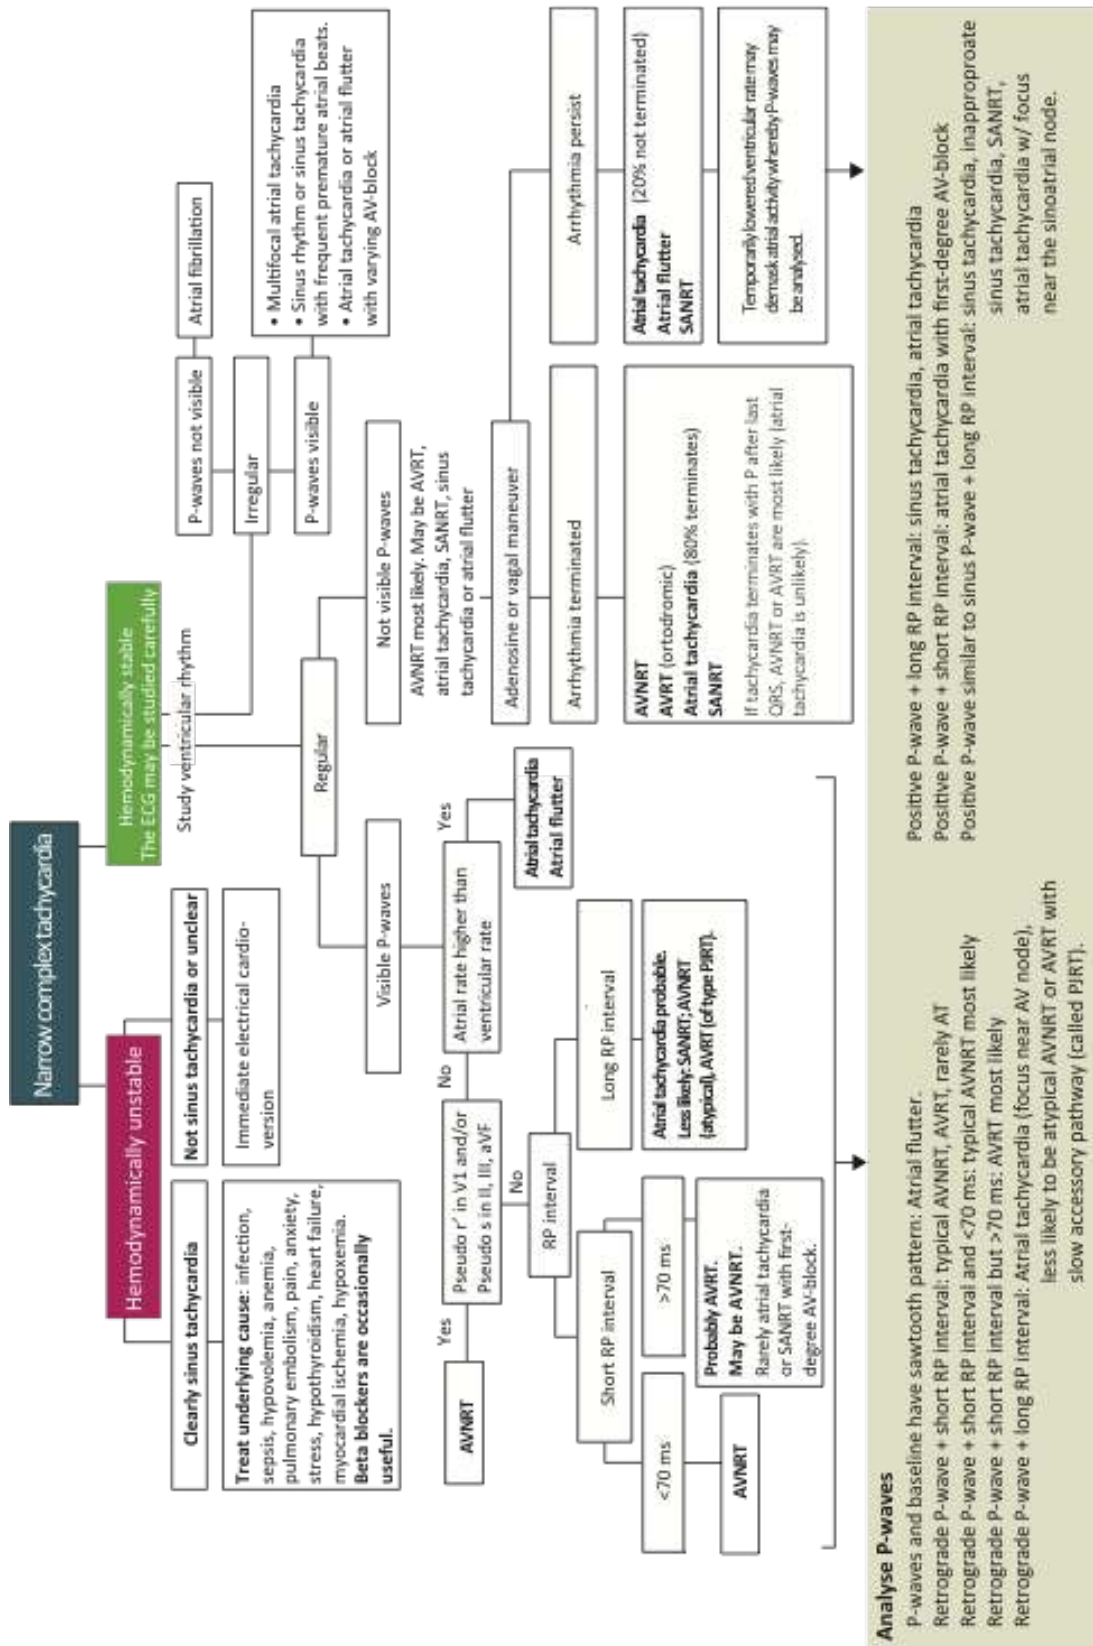 Narrow complex tachycardia
Hemodynamically unstable
Hemodynamically stable
The ECG may be studied carefully
Clearly sinus tachycardia
Treat underlying cause: infection,
sepsis, hypovolemia, anemia,
pulmonary embolism, pain, anxiety,
stress, hypothyroidism, heart failure,
myocardial ischemia, hypoxemia.
Beta blockers are occasionally
useful.
Not sinus tachycardia or unclear
Immediate electrical cardio-
version
Study ventricular rhythm
Irregular
P-waves not visible
Atrial fibrillation
P-waves visible
• Multifocal atrial tachycardia
• Sinus rhythm or sinus tachycardia
with frequent premature atrial beats.
• Atrial tachycardia or atrial flutter
with varying AV-block
Regular
Visible P-waves
Atrial rate higher than
ventricular rate
Yes
Atrial tachycardia
Atrial flutter
No
Pseudo r' in V1 and/or
Pseudo s in II, III, aVF
Yes
AVNRT
No
RP interval
Short RP interval
<70 ms
AVNRT
>70 ms
Probably AVRT.
May be AVNRT.
Rarely atrial tachycardia
or SANRT with first-
degree AV-block.
Long RP interval
Atrial tachycardia probable.
Less likely: SANRT; AVNRT
(atypical), AVRT (of type PJRT).
Not visible P-waves
AVNRT most likely. May be AVRT,
atrial tachycardia, SANRT, sinus
tachycardia or atrial flutter
Adenosine or vagal maneuver
Arrhythmia terminated
AVNRT
AVRT (ortodromic)
Atrial tachycardia (80% terminates)
SANRT
If tachycardia terminates with P after last
QRS, AVNRT or AVRT are most likely (atrial
tachycardia is unlikely).
Arrhythmia persist
Atrial tachycardia (20% not terminated)
Atrial flutter
SANRT
Temporarily lowered ventricular rate may
demask atrial activity whereby P-waves may
be analysed.
Analyse P-waves
P-waves and baseline have sawtooth pattern: Atrial flutter.
Retrograde P-wave + short RP interval: typical AVNRT, AVRT, rarely AT
Retrograde P-wave + short RP interval and <70 ms: typical AVNRT most likely
Retrograde P-wave + short RP interval but >70 ms: AVRT most likely
Retrograde P-wave + long RP interval: Atrial tachycardia (focus near AV node),
less likely to be atypical AVNRT or AVRT with
slow accessory pathway (called PJRT).
Positive P-wave + long RP interval: sinus tachycardia, atrial tachycardia
Positive P-wave + short RP interval: atrial tachycardia with first-degree AV-block
Positive P-wave similar to sinus P-wave + long RP interval: sinus tachycardia, inapproproate
sinus tachycardia, SANRT,
atrial tachycardia w/ focus
near the sinoatrial node.